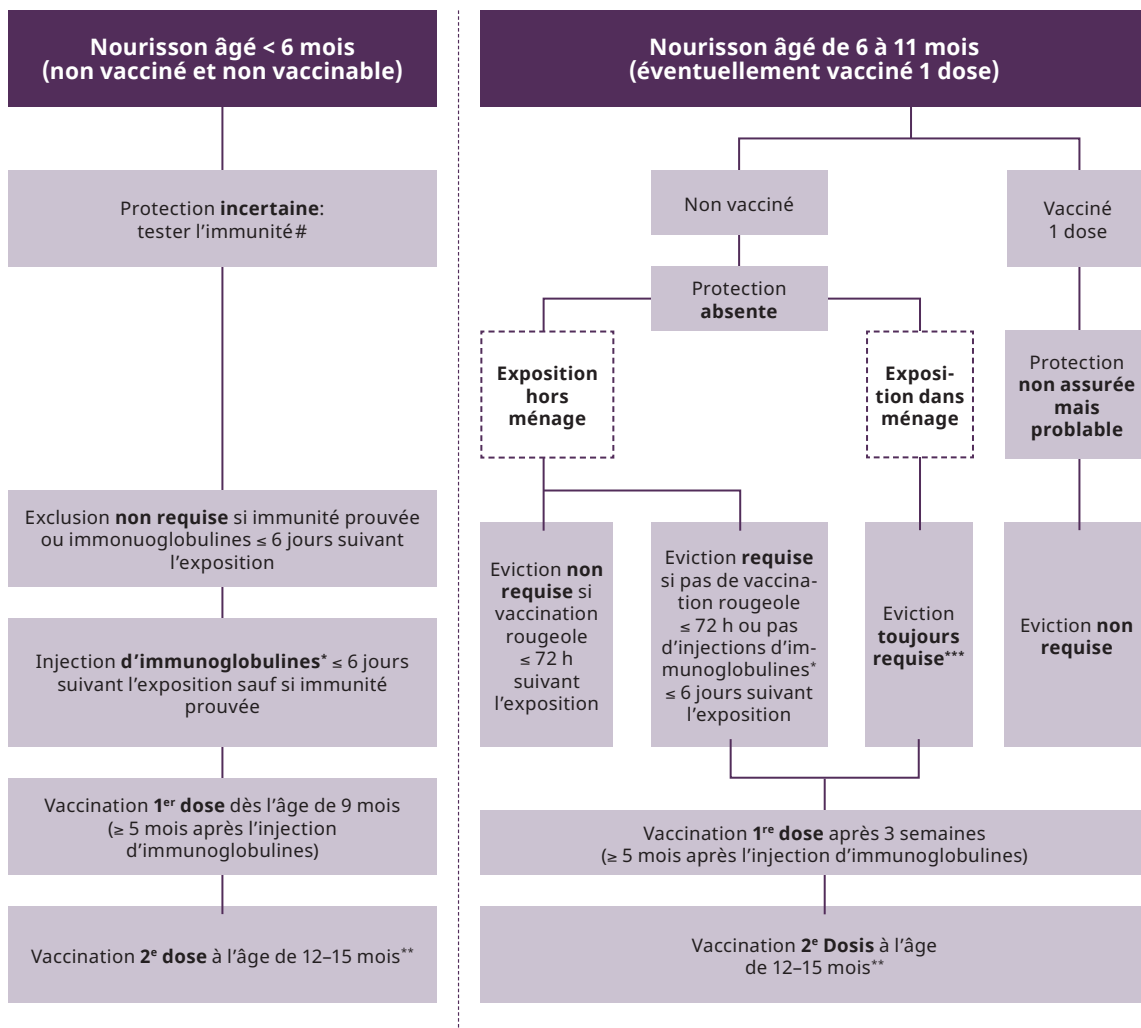 Nourisson âgé < 6 mois
(non vacciné et non vaccinable)
Protection incertaine:
tester l'immunité#
Exclusion non requise si immunité prouvée
ou immonuoglobulines ≤ 6 jours suivant
l'exposition
Injection d'immunoglobulines* ≤ 6 jours
suivant l'exposition sauf si immunité
prouvée
Vaccination 1er dose dès l'âge de 9 mois
(≥ 5 mois après l'injection
d'immunoglobulines)
Vaccination 2e dose à l'âge de 12–15 mois**
Nourisson âgé de 6 à 11 mois
(éventuellement vacciné 1 dose)
Non vacciné
Vacciné
1 dose
Protection
absente
Exposition
hors
ménage
Exposi-
tion dans
ménage
Protection
non assurée
mais
problable
Eviction non
requise si
vaccination
rougeole
≤ 72 h
suivant
l'exposition
Eviction requise
si pas de vaccina-
tion rougeole
≤ 72 h ou pas
d'injections d'im-
munoglobulines*
≤ 6 jours suivant
l'exposition
Eviction
toujours
requise***
Eviction non
requise
Vaccination 1re dose après 3 semaines
(≥ 5 mois après l'injection d'immunoglobulines)
Vaccination 2e Dosis à l'âge
de 12–15 mois**